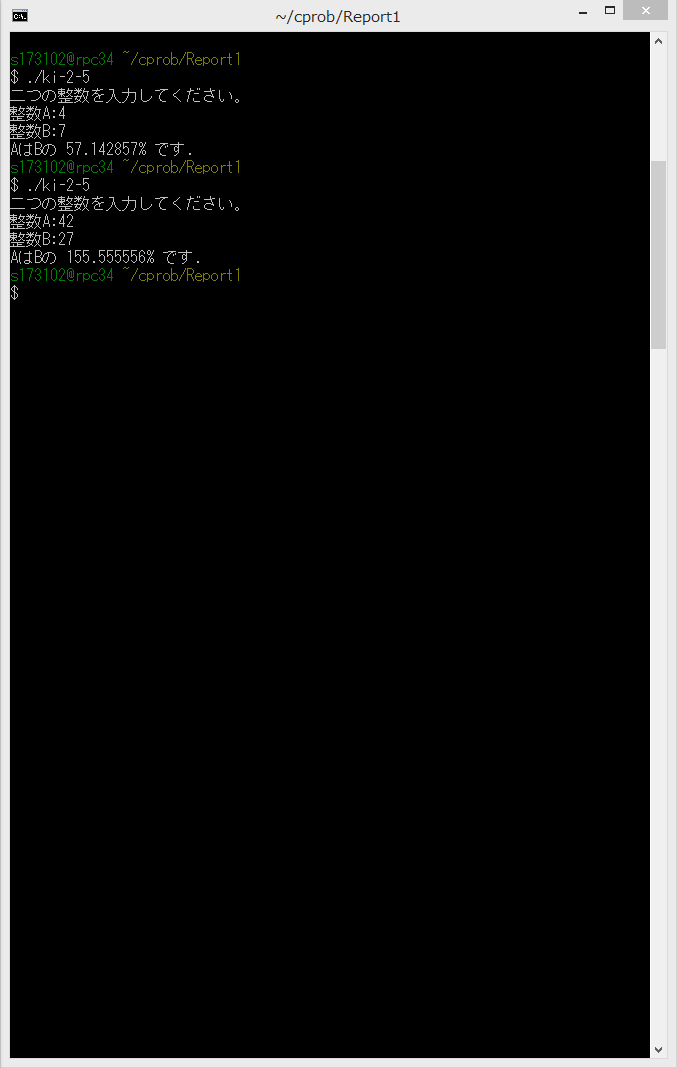 ~/cprob/Report1
s173102@rpc34 ~/cprob/Report1
$ ./ki-2-5
二つの整数を入力してください。
整数A:4
整数B:7
AはBの 57.142857% です.
s173102@rpc34 ~/cprob/Report1
$ ./ki-2-5
二つの整数を入力してください。
整数A:42
整数B:27
AはBの 155.555556% です.
s173102@rpc34 ~/cprob/Report1
$